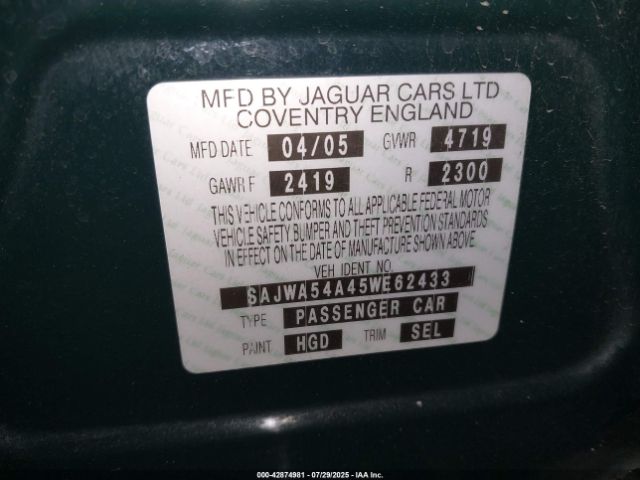 MFD BY JAGUAR CARS LTD
COVENTRY ENGLAND
MFD DATE 04/05 GVWR 4719
GAWR F 2419 R 2300
THIS VEHICLE CONFORMS TO ALL APPLICABLE FEDERAL MOTOR
VEHICLE SAFETY BUMPER AND THEFT PREVENTION STANDARDS
IN EFFECT ON THE DATE OF MANUFACTURE SHOWN ABOVE.
VEH IDENT NO.
SAJWA54A45WE62433
TYPE PASSENGER CAR
PAINT HGD TRIM SEL
000-42874981 - 07/29/2025 - IAA Inc.